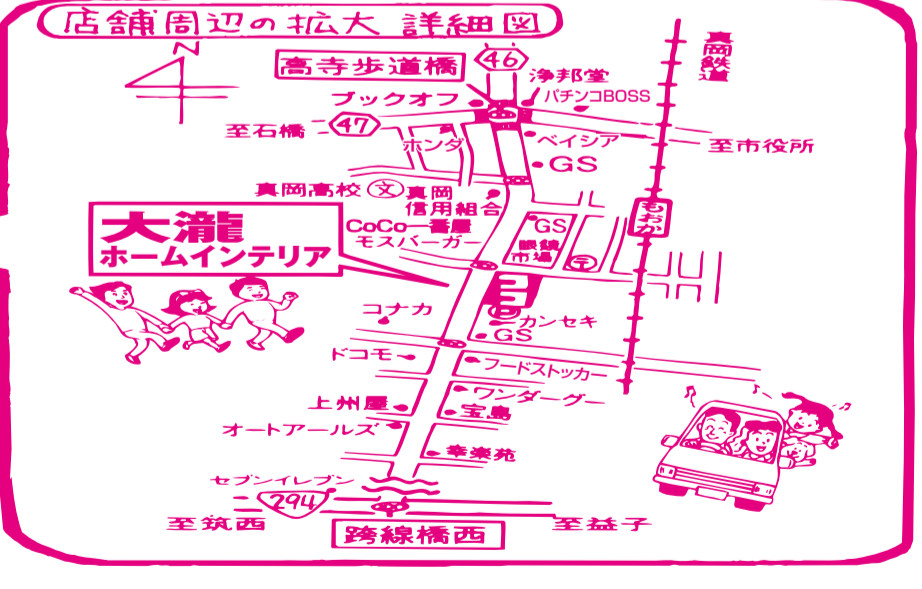 店舗周辺の拡大 詳細図
N
真岡鉄道
高寺歩道橋
46
浄邦堂
ブックオフ
パチンコBOSS
至石橋
47
ホンダ
ベイシア
至市役所
GS
真岡高校
文
真岡
信用組合
もおか
大瀧
ホームインテリア
CoCo一番屋
モスバーガー
GS
眼鏡
市場
〒
ココ
コナカ
カンセキ
GS
ドコモ
フードストッカー
上州屋
ワンダーグー
宝島
オートアールズ
幸楽苑
セブンイレブン
294
至筑西
跨線橋西
至益子